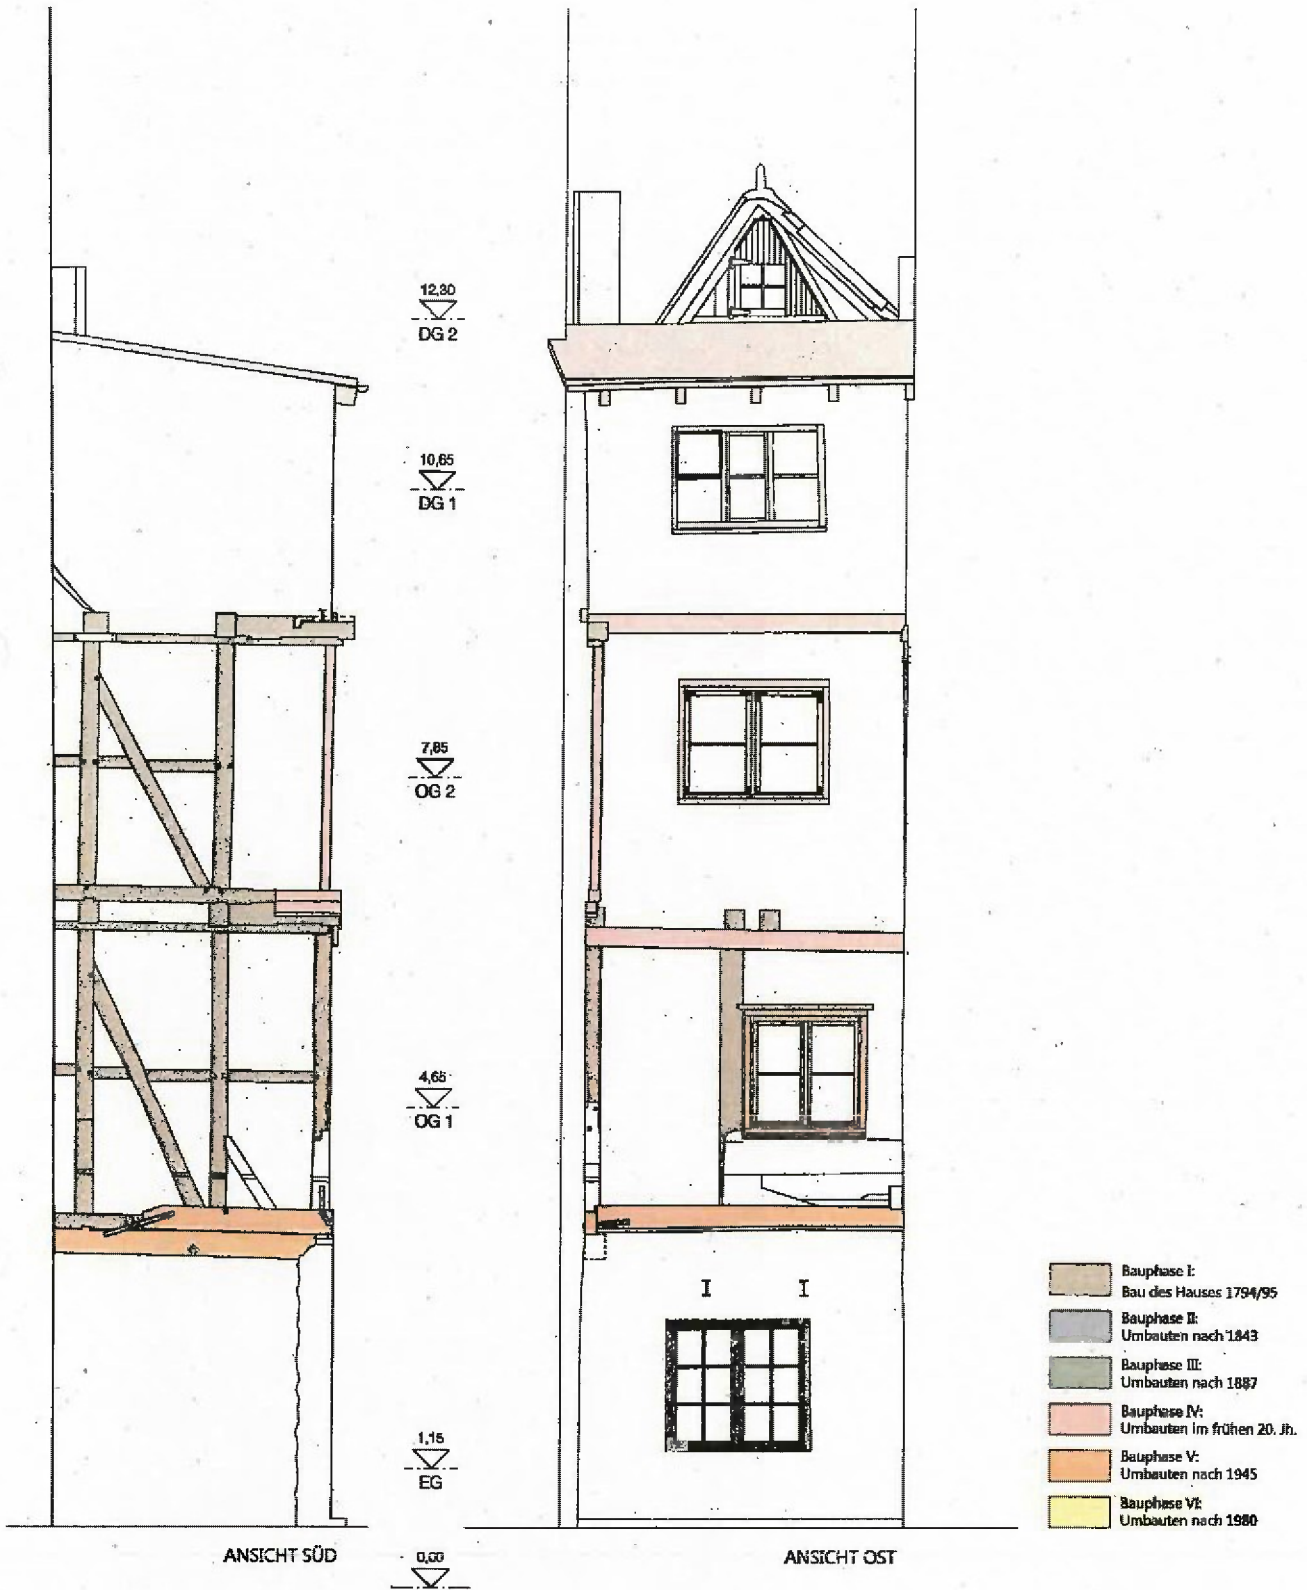 12,30
DG 2
10,65
DG 1
7,85
OG 2
4,65
OG 1
1,15
EG
0,00
ANSICHT SÜD
ANSICHT OST
Bauphase I:
Bau des Hauses 1794/95
Bauphase II:
Umbauten nach 1843
Bauphase III:
Umbauten nach 1887
Bauphase IV:
Umbauten im frühen 20. Jh.
Bauphase V:
Umbauten nach 1945
Bauphase VI:
Umbauten nach 1980